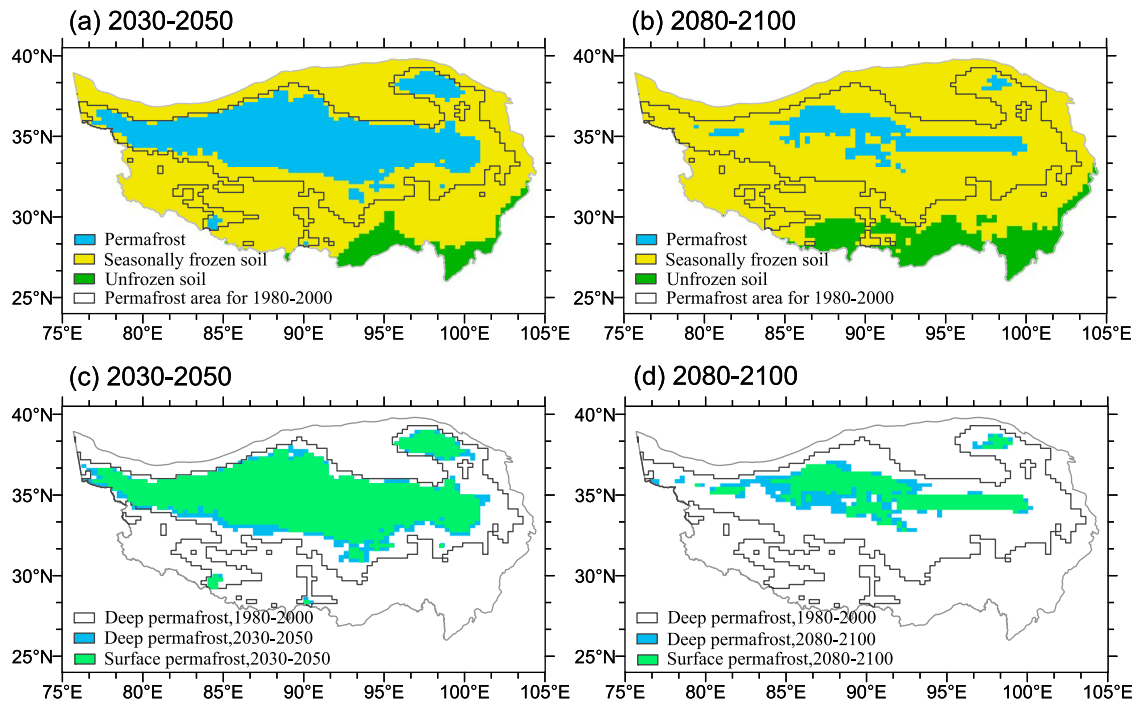 (a) 2030-2050
(b) 2080-2100
40°N
35°N
30°N
25°N
Permafrost
Seasonally frozen soil
Unfrozen soil
Permafrost area for 1980-2000
75°E 80°E 85°E 90°E 95°E 100°E
40°N
35°N
30°N
25°N
Permafrost
Seasonally frozen soil
Unfrozen soil
Permafrost area for 1980-2000
75°E 80°E 85°E 90°E 95°E 100°E 105°E
(c) 2030-2050
(d) 2080-2100
40°N
35°N
30°N
25°N
Deep permafrost,1980-2000
Deep permafrost,2030-2050
Surface permafrost,2030-2050
75°E 80°E 85°E 90°E 95°E 100°E
40°N
35°N
30°N
25°N
Deep permafrost,1980-2000
Deep permafrost,2080-2100
Surface permafrost,2080-2100
75°E 80°E 85°E 90°E 95°E 100°E 105°E